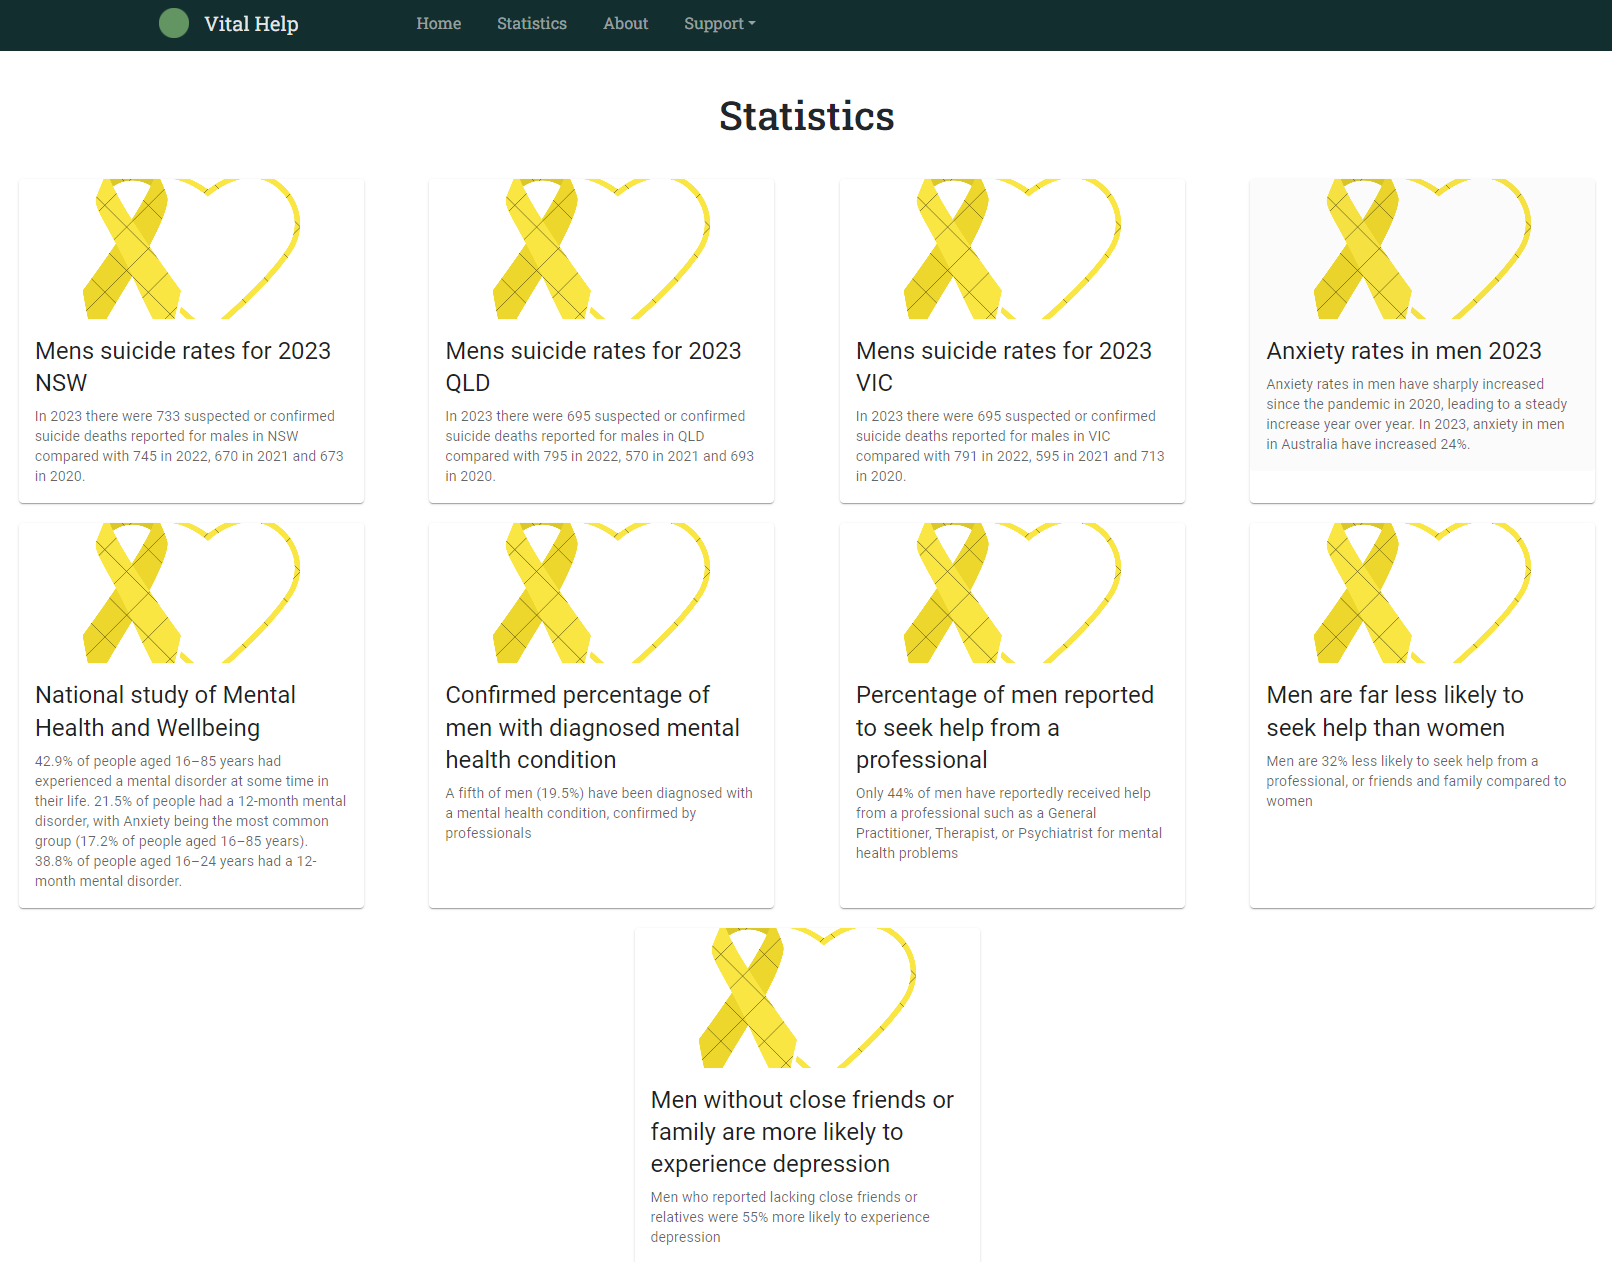 Vital Help
Home
Statistics
About
Support
Statistics
Mens suicide rates for 2023
NSW
In 2023 there were 733 suspected or confirmed
suicide deaths reported for males in NSW
compared with 745 in 2022, 670 in 2021 and 673
in 2020.
Mens suicide rates for 2023
QLD
In 2023 there were 695 suspected or confirmed
suicide deaths reported for males in QLD
compared with 795 in 2022, 570 in 2021 and 693
in 2020.
Mens suicide rates for 2023
VIC
In 2023 there were 695 suspected or confirmed
suicide deaths reported for males in VIC
compared with 791 in 2022, 595 in 2021 and 713
in 2020.
Anxiety rates in men 2023
Anxiety rates in men have sharply increased
since the pandemic in 2020, leading to a steady
increase year over year. In 2023, anxiety in men
in Australia have increased 24%.
National study of Mental
Health and Wellbeing
42.9% of people aged 16–85 years had
experienced a mental disorder at some time in
their life. 21.5% of people had a 12-month mental
disorder, with Anxiety being the most common
group (17.2% of people aged 16–85 years).
38.8% of people aged 16–24 years had a 12-
month mental disorder.
Confirmed percentage of
men with diagnosed mental
health condition
A fifth of men (19.5%) have been diagnosed with
a mental health condition, confirmed by
professionals
Percentage of men reported
to seek help from a
professional
Only 44% of men have reportedly received help
from a professional such as a General
Practitioner, Therapist, or Psychiatrist for mental
health problems
Men are far less likely to
seek help than women
Men are 32% less likely to seek help from a
professional, or friends and family compared to
women
Men without close friends or
family are more likely to
experience depression
Men who reported lacking close friends or
relatives were 55% more likely to experience
depression